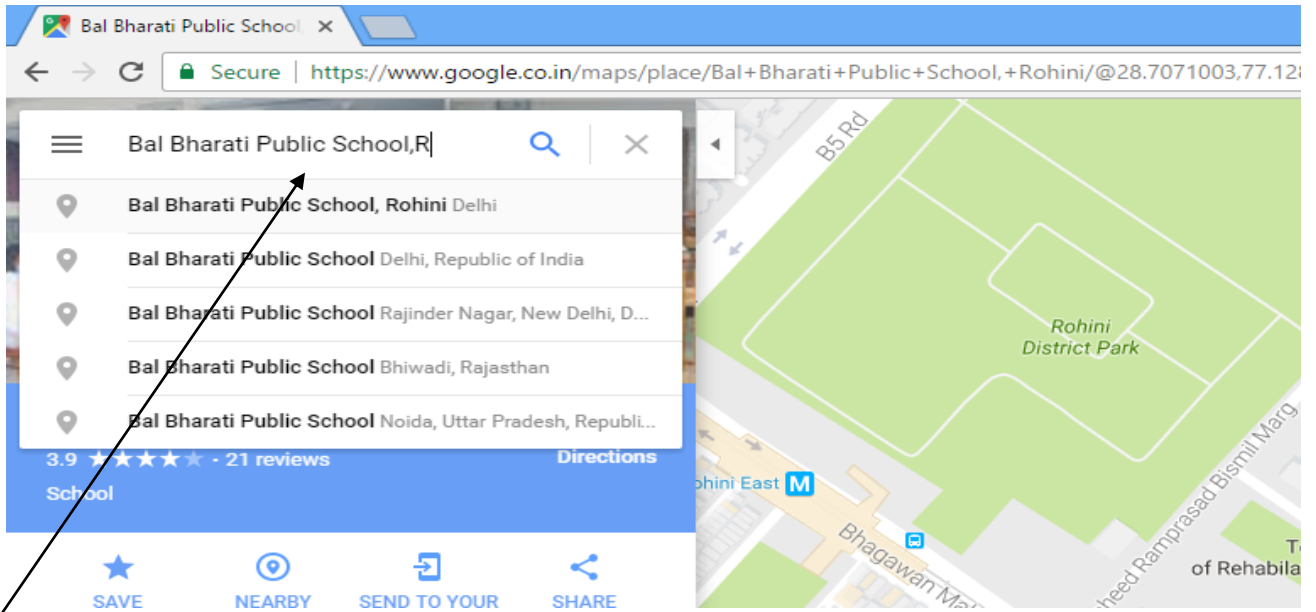 Bal Bharati Public School,
Secure | https://www.google.co.in/maps/place/Bal+Bharati+Public+School,+Rohini/@28.7071003,77.128
Bal Bharati Public School,R
Bal Bharati Public School, Rohini Delhi
Bal Bharati Public School Delhi, Republic of India
Bal Bharati Public School Rajinder Nagar, New Delhi, D...
Bal Bharati Public School Bhiwadi, Rajasthan
Bal Bharati Public School Noida, Uttar Pradesh, Republi...
3.9 ★★★★★ · 21 reviews
Directions
School
SAVE
NEARBY
SEND TO YOUR
SHARE
B5 Rd
Rohini
District Park
ohini East M
Bhagawan Ma
heed Ramprasad Bismil Marg
T
of Rehabila